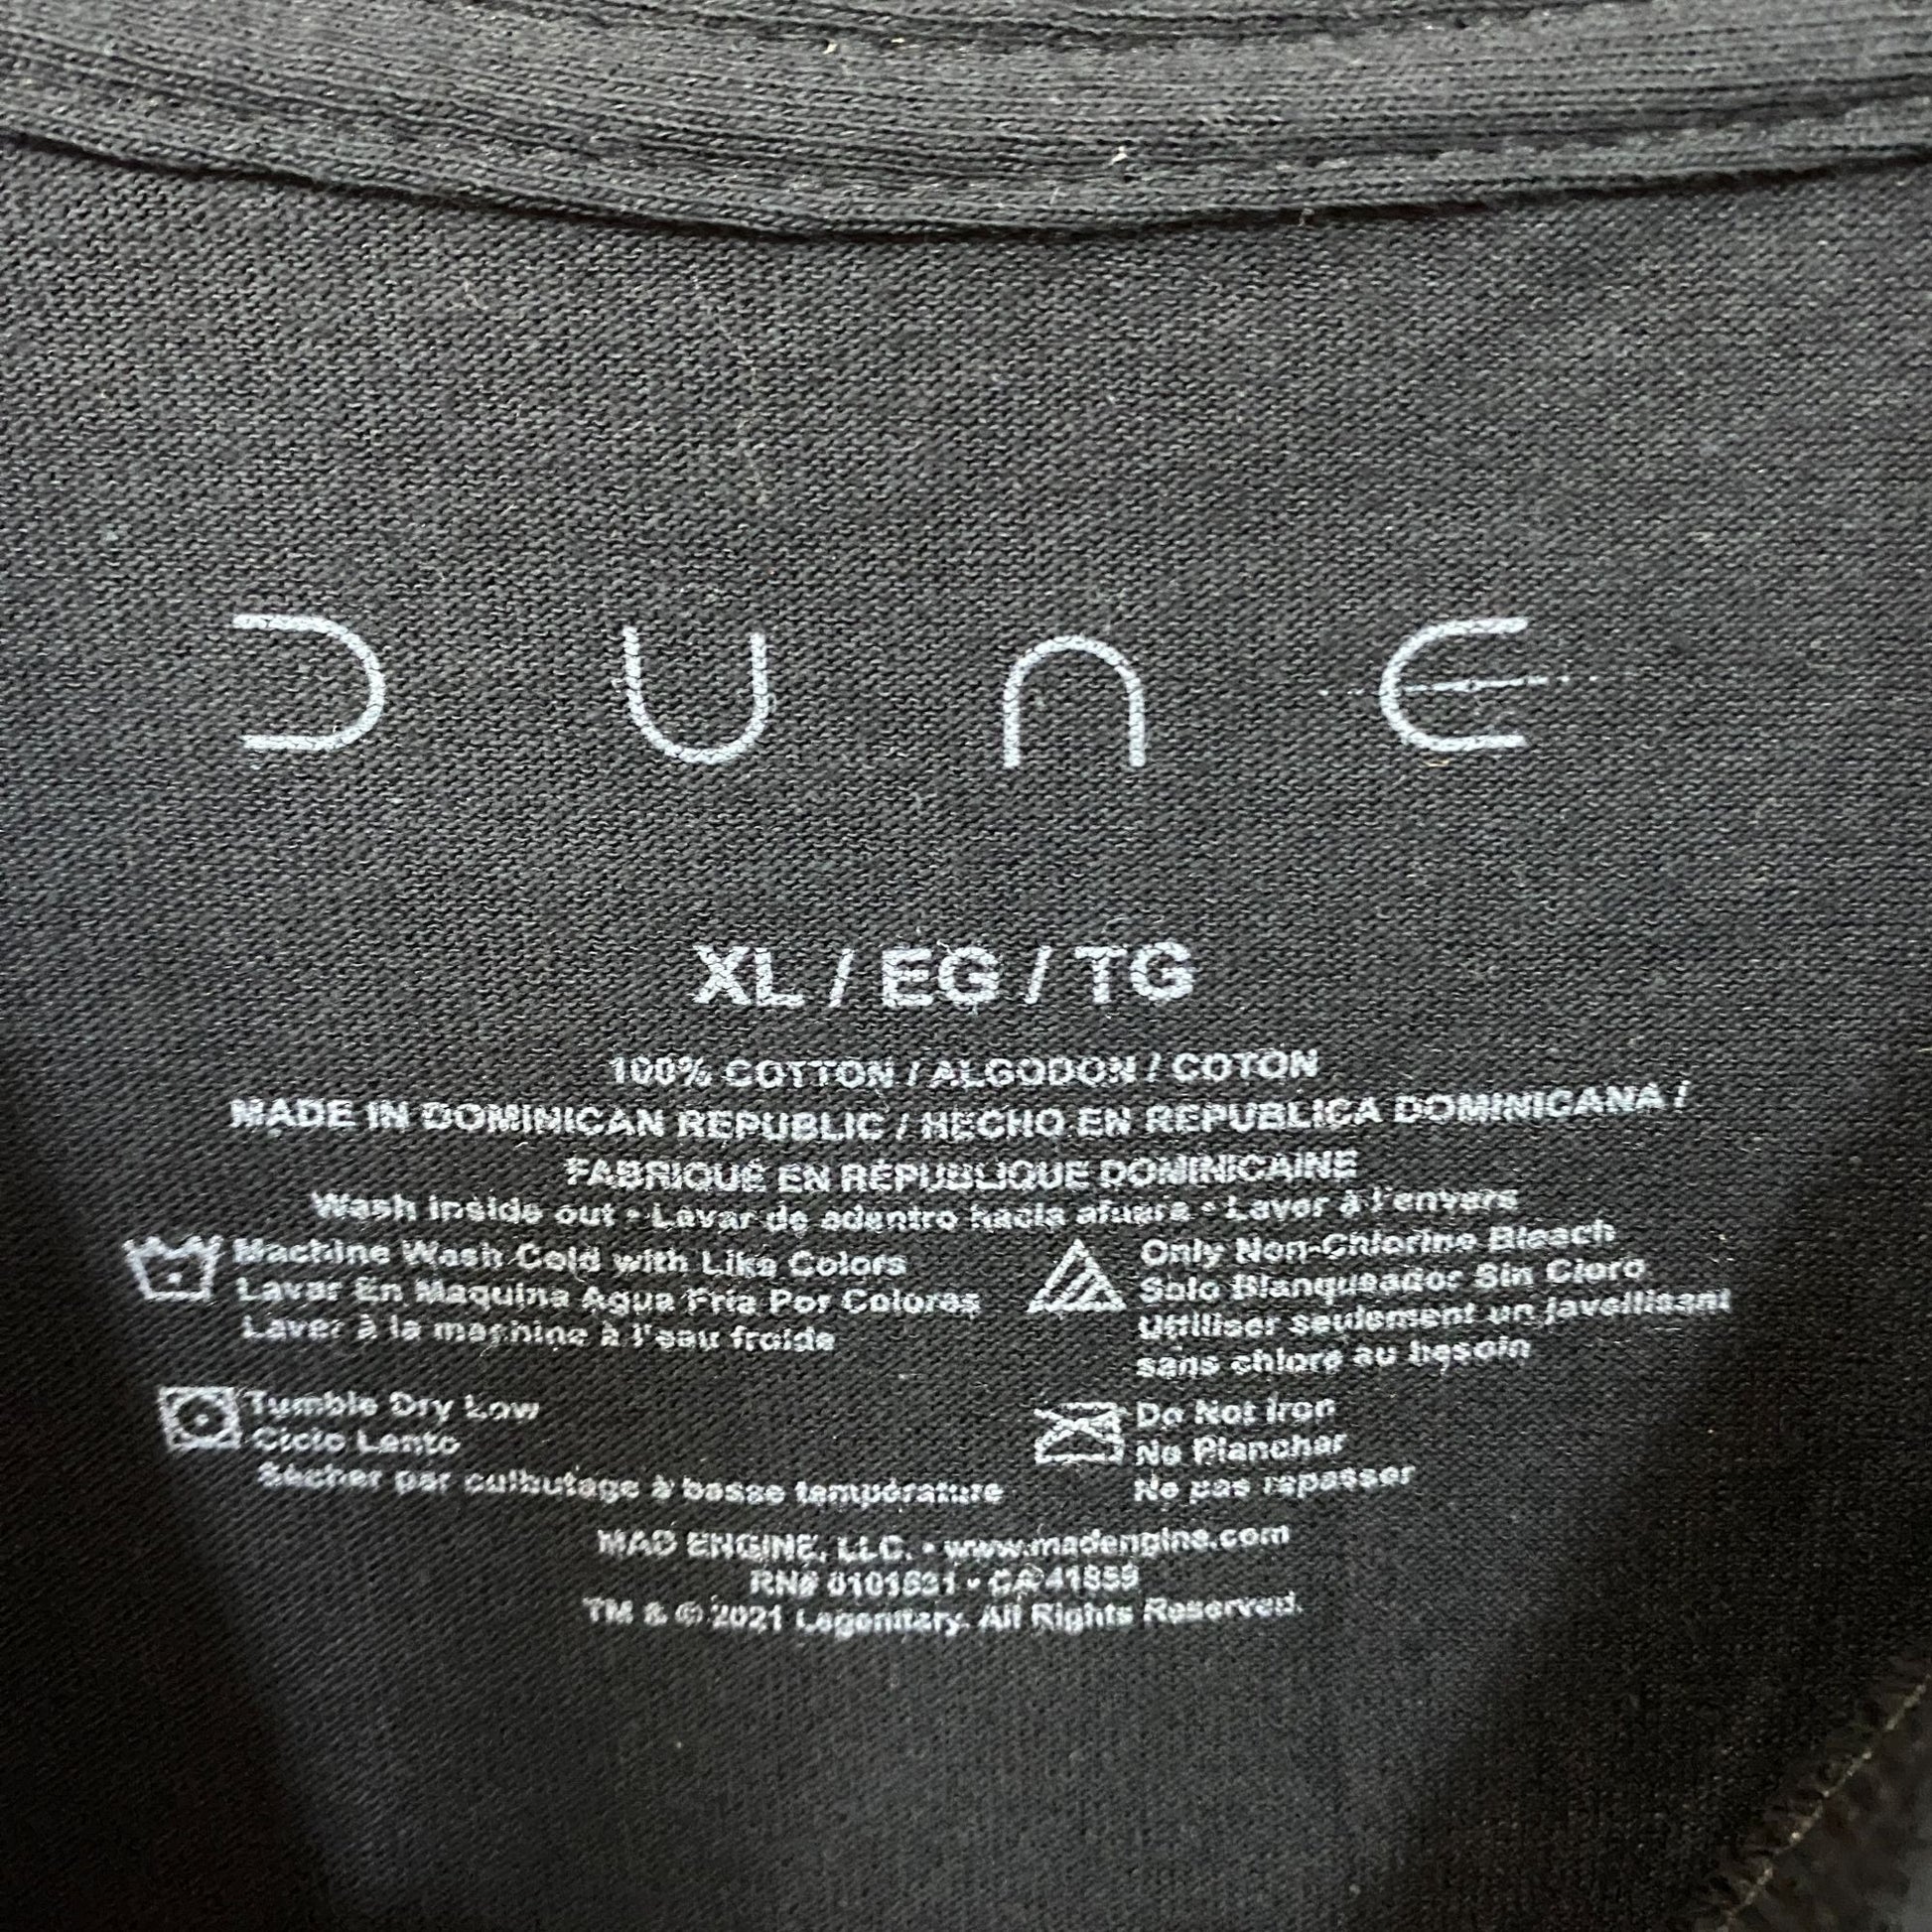 DUNE
XL / EG / TG
100% COTTON / ALGODON / COTON
MADE IN DOMINICAN REPUBLIC / HECHO EN REPUBLICA DOMINICANA /
FABRIQUÉ EN RÉPUBLIQUE DOMINICAINE
Wash inside out • Lavar de adentro hacia afuera • Laver à l'envers
Machine Wash Cold with Like Colors
Lavar En Maquina Agua Fria Por Colores
Laver à la machine à l'eau froide
Only Non-Chlorine Bleach
Solo Blanqueador Sin Cloro
Utiliser seulement un javellisant
sans chlore au besoin
Tumble Dry Low
Ciclo Lento
Sécher par culbutage à basse température
Do Not Iron
No Planchar
Ne pas repasser
MAD ENGINE, LLC. • www.madengine.com
RN# • CA 41859
TM & © 2021 Legendary. All Rights Reserved.